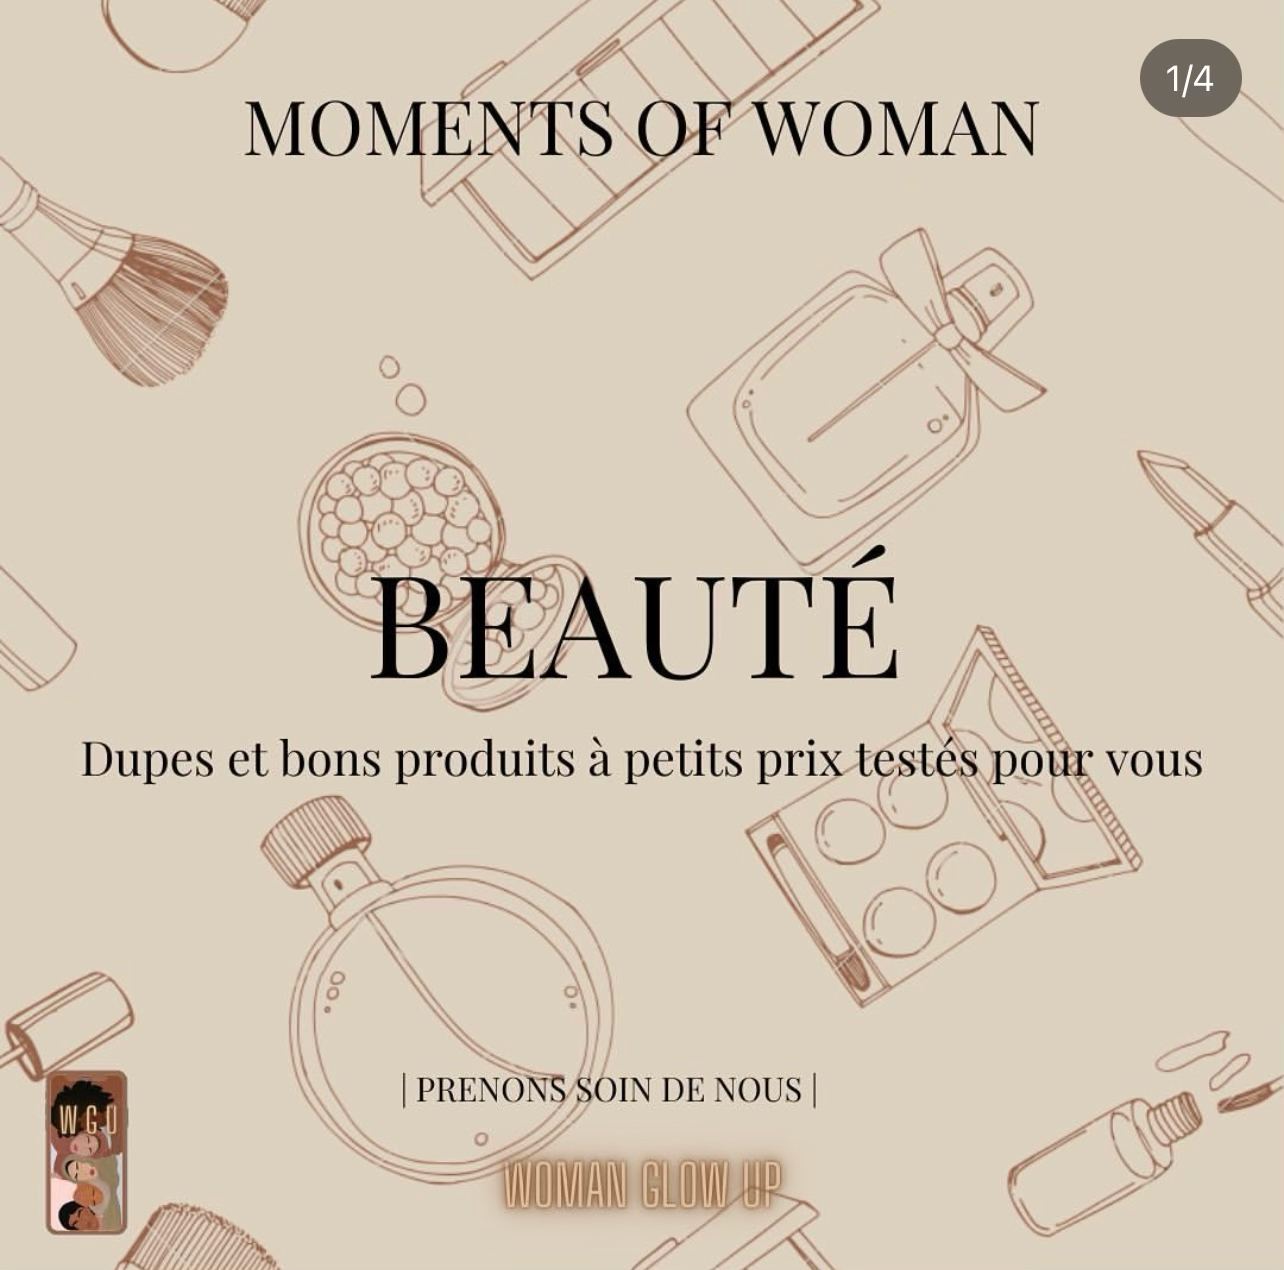 1/4
MOMENTS OF WOMAN
BEAUTÉ
Dupes et bons produits à petits prix testés pour vous
| PRENONS SOIN DE NOUS |
W G U
WOMAN GLOW UP